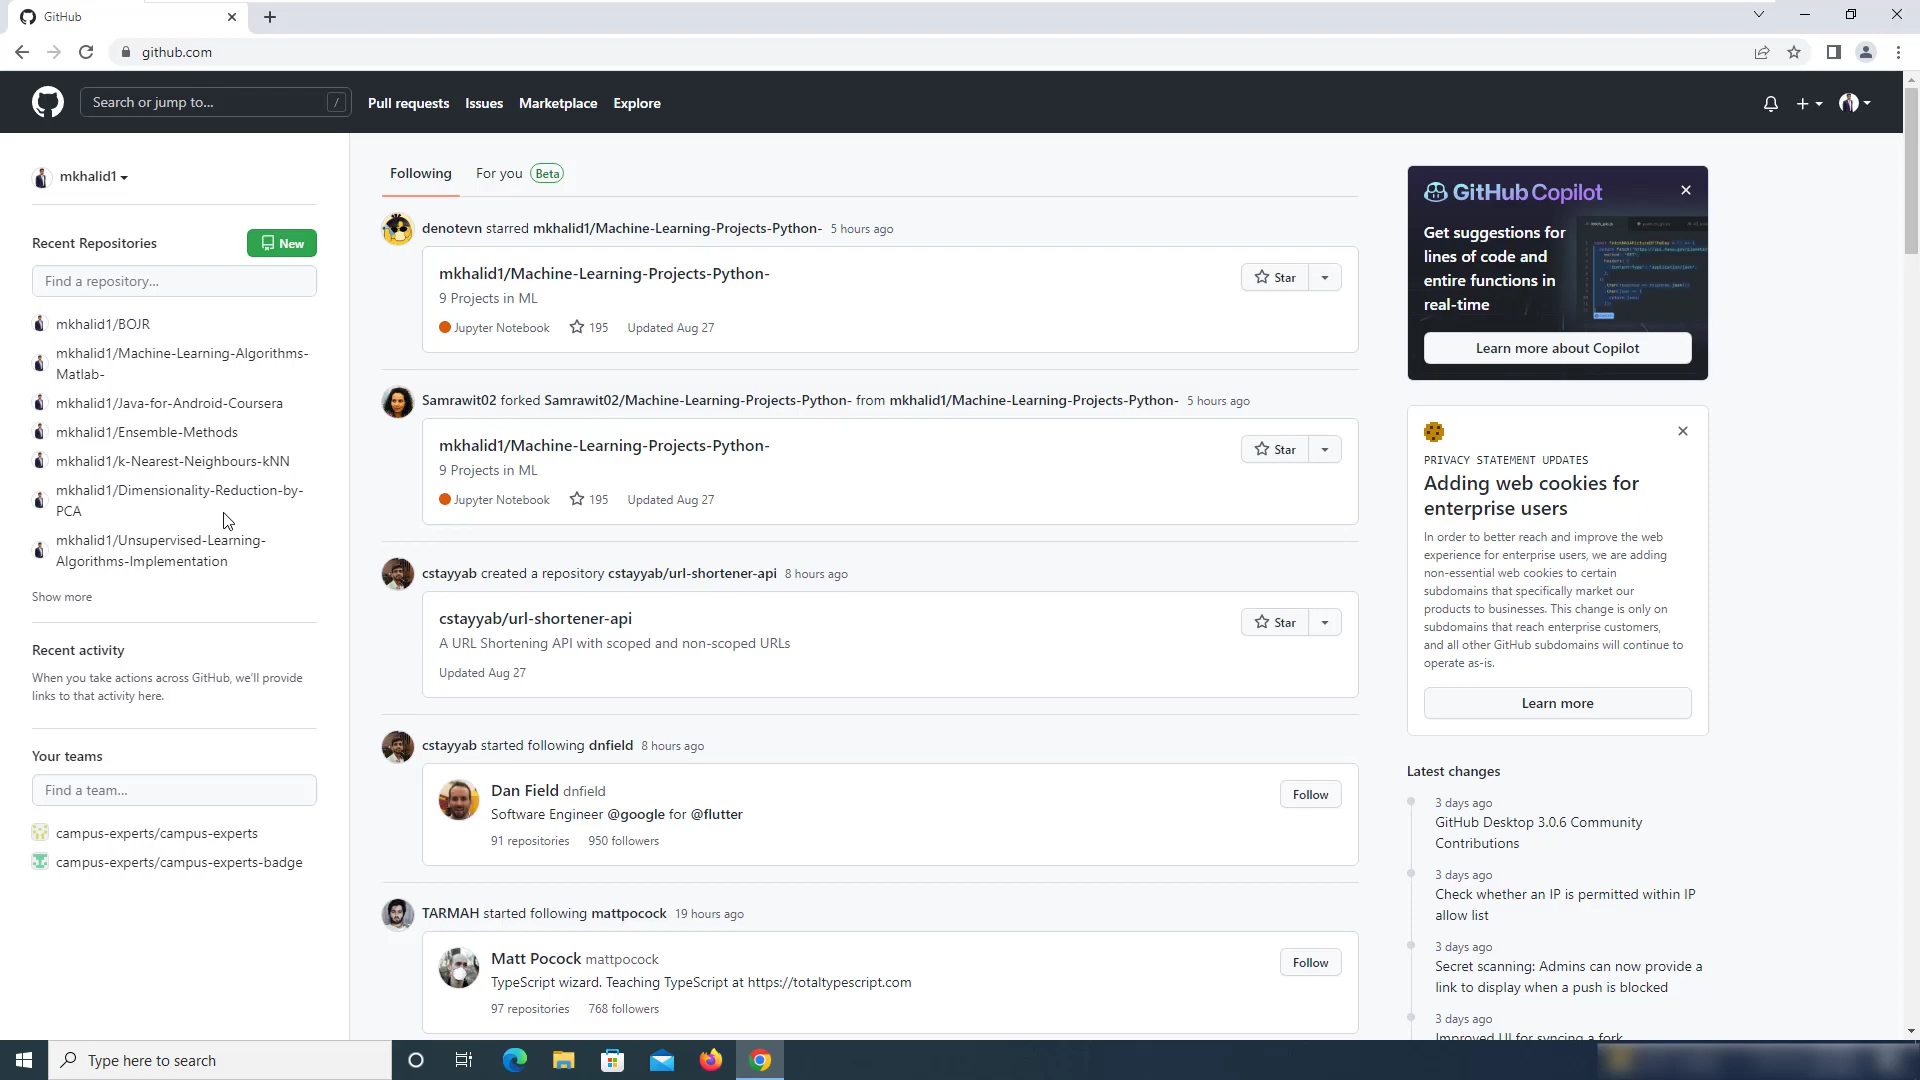 GitHub
github.com
Search or jump to... /
Pull requests Issues Marketplace Explore
mkhalid1
Recent Repositories
New
Find a repository...
mkhalid1/BOJR
mkhalid1/Machine-Learning-Algorithms-
Matlab-
mkhalid1/Java-for-Android-Coursera
mkhalid1/Ensemble-Methods
mkhalid1/k-Nearest-Neighbours-kNN
mkhalid1/Dimensionality-Reduction-by-
PCA
mkhalid1/Unsupervised-Learning-
Algorithms-Implementation
Show more
Recent activity
When you take actions across GitHub, we'll provide
links to that activity here.
Your teams
Find a team...
campus-experts/campus-experts
campus-experts/campus-experts-badge
Following For you Beta
denotevn starred mkhalid1/Machine-Learning-Projects-Python- 5 hours ago
mkhalid1/Machine-Learning-Projects-Python-
Star
9 Projects in ML
Jupyter Notebook 195 Updated Aug 27
Samrawit02 forked Samrawit02/Machine-Learning-Projects-Python- from mkhalid1/Machine-Learning-Projects-Python- 5 hours ago
mkhalid1/Machine-Learning-Projects-Python-
Star
9 Projects in ML
Jupyter Notebook 195 Updated Aug 27
cstayyab created a repository cstayyab/url-shortener-api 8 hours ago
cstayyab/url-shortener-api
Star
A URL Shortening API with scoped and non-scoped URLs
Updated Aug 27
cstayyab started following dnfield 8 hours ago
Dan Field dnfield
Follow
Software Engineer @google for @flutter
91 repositories 950 followers
TARMAH started following mattpocock 19 hours ago
Matt Pocock mattpocock
Follow
TypeScript wizard. Teaching TypeScript at https://totaltypescript.com
97 repositories 768 followers
GitHub Copilot
Get suggestions for
lines of code and
entire functions in
real-time
Learn more about Copilot
PRIVACY STATEMENT UPDATES
Adding web cookies for
enterprise users
In order to better reach and improve the web
experience for enterprise users, we are adding
non-essential web cookies to certain
subdomains that specifically market our
products to businesses. This change is only on
subdomains that reach enterprise customers,
and all other GitHub subdomains will continue to
operate as-is.
Learn more
Latest changes
3 days ago
GitHub Desktop 3.0.6 Community
Contributions
3 days ago
Check whether an IP is permitted within IP
allow list
3 days ago
Secret scanning: Admins can now provide a
link to display when a push is blocked
3 days ago
Improved UI for syncing a fork
Type here to search